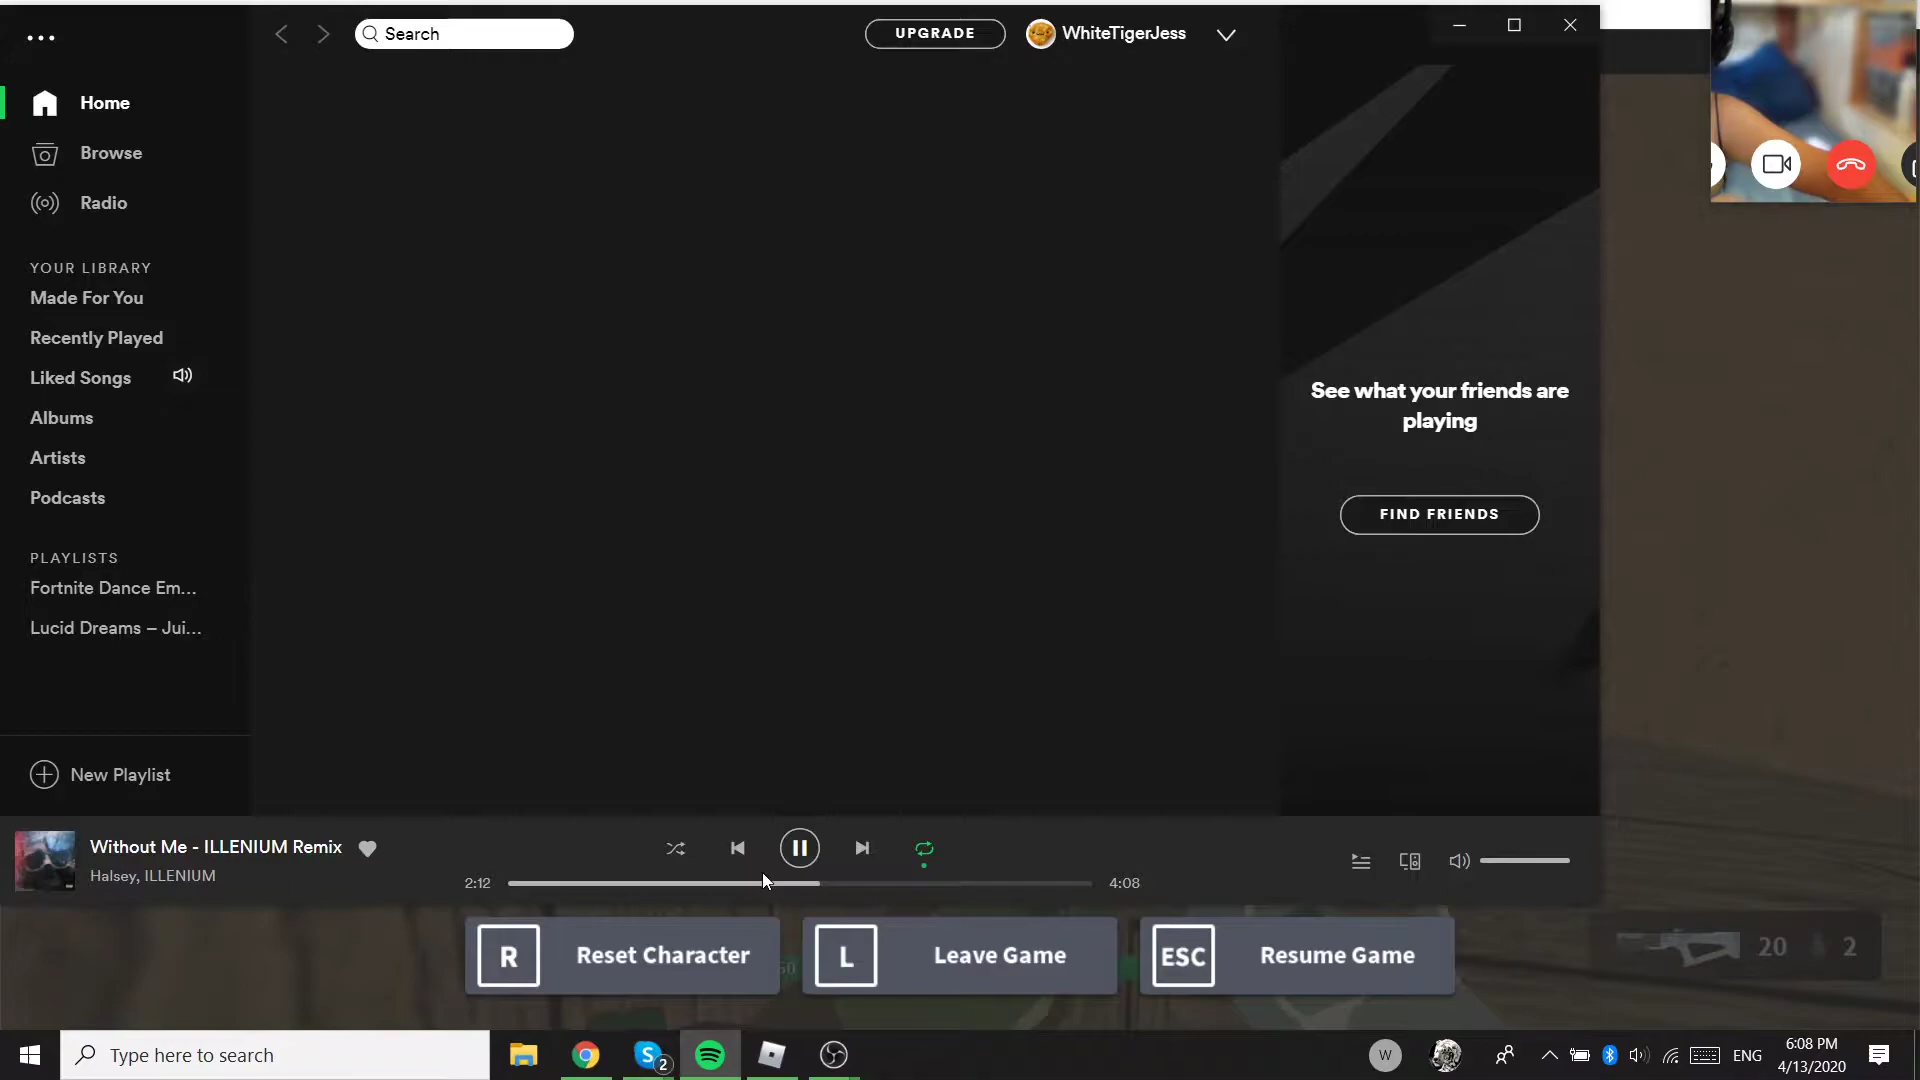 Search
UPGRADE
WhiteTigerJess
Home
Browse
Radio
YOUR LIBRARY
Made For You
Recently Played
Liked Songs
Albums
Artists
Podcasts
PLAYLISTS
Fortnite Dance Em...
Lucid Dreams – Jui...
New Playlist
See what your friends are
playing
FIND FRIENDS
Without Me - ILLENIUM Remix
Halsey, ILLENIUM
2:12
4:08
R Reset Character
L Leave Game
ESC Resume Game
20 2
Type here to search
S 2
W
ENG
6:08 PM
4/13/2020